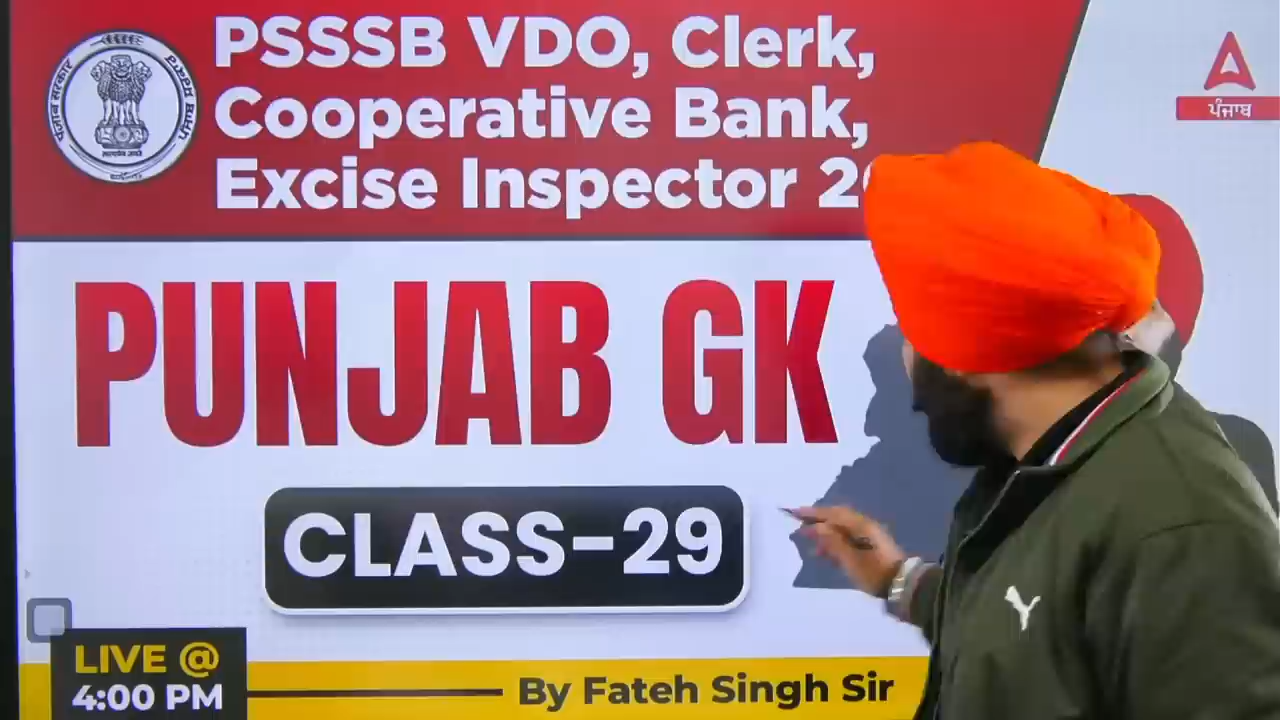 PSSSB VDO, Clerk,
Cooperative Bank,
Excise Inspector 2
ਪੰਜਾਬ
PUNJAB GK
CLASS-29
LIVE @
4:00 PM
By Fateh Singh Sir